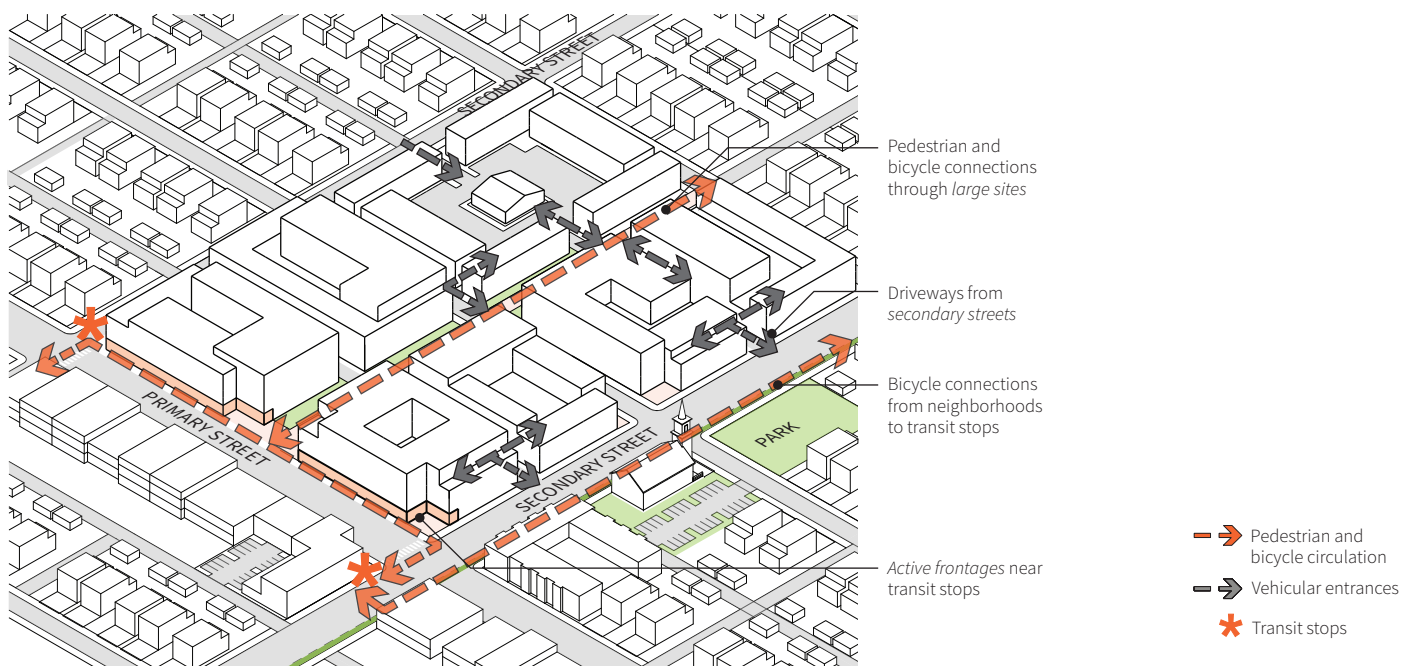 SECONDARY STREET
Pedestrian and
bicycle connections
through large sites
Driveways from
secondary streets
Bicycle connections
from neighborhoods
to transit stops
PRIMARY STREET
SECONDARY STREET
PARK
Active frontages near
transit stops
Pedestrian and
bicycle circulation
Vehicular entrances
Transit stops